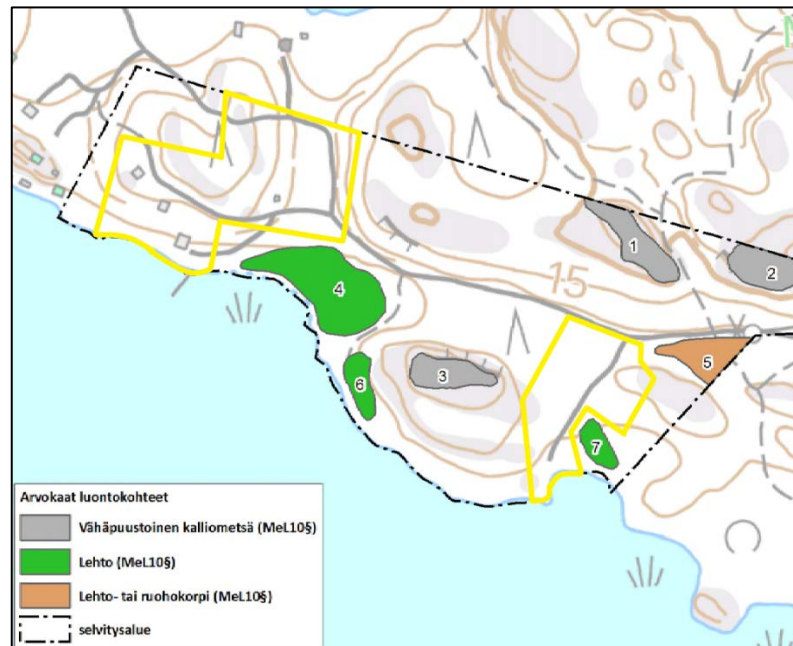 1
2
15
4
5
3
6
7
Arvokaat luontokohteet
Vähäpuustoinen kalliometsä (MeL10§)
Lehto (MeL10§)
Lehto- tai ruohokorpi (MeL10§)
selvitysalue